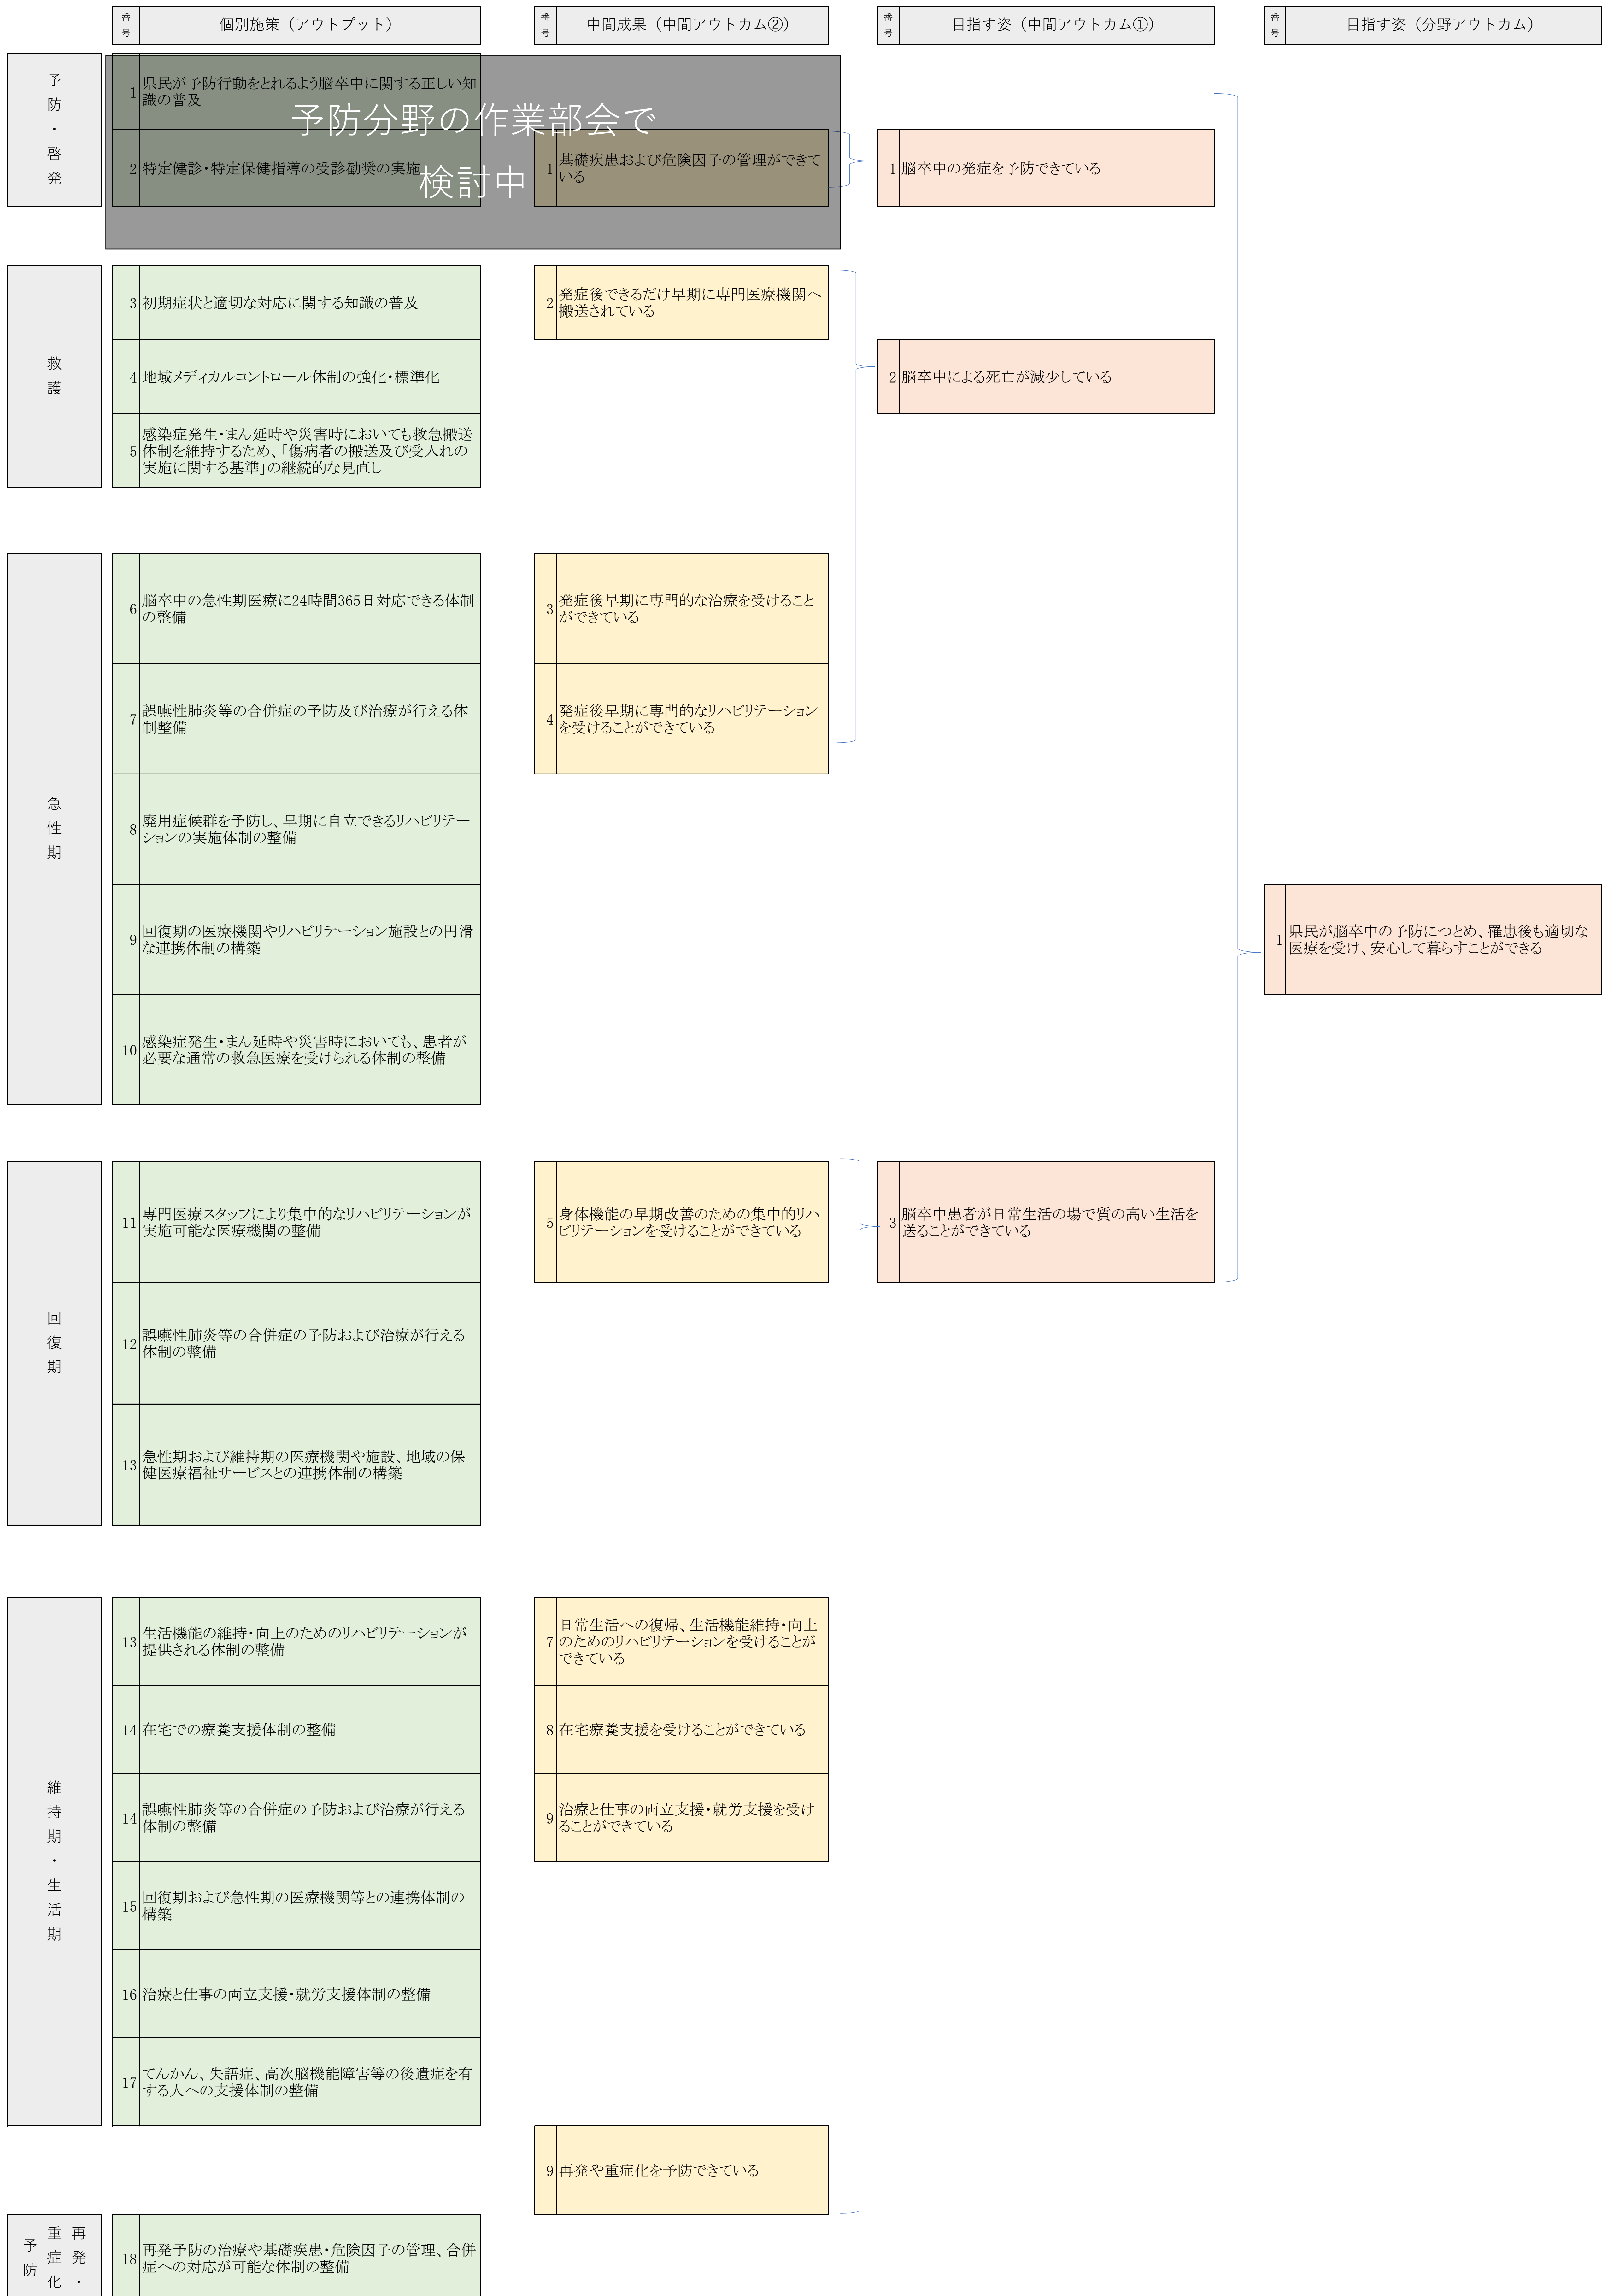 番号
個別施策（アウトプット）
番号
中間成果（中間アウトカム②）
番号
目指す姿（中間アウトカム①）
番号
目指す姿（分野アウトカム）
予防・啓発
1
県民が予防行動をとれるよう脳卒中に関する正しい知
識の普及
2
特定健診・特定保健指導の受診勧奨の実施
予防分野の作業部会で
検討中
1
基礎疾患および危険因子の管理ができて
いる
1
脳卒中の発症を予防できている
救護
3
初期症状と適切な対応に関する知識の普及
4
地域メディカルコントロール体制の強化・標準化
5
感染症発生・まん延時や災害時においても救急搬送
体制を維持するため、「傷病者の搬送及び受入れの
実施に関する基準」の継続的な見直し
2
発症後できるだけ早期に専門医療機関へ
搬送されている
2
脳卒中による死亡が減少している
急性期
6
脳卒中の急性期医療に24時間365日対応できる体制
の整備
7
誤嚥性肺炎等の合併症の予防及び治療が行える体
制整備
8
廃用症候群を予防し、早期に自立できるリハビリテー
ションの実施体制の整備
9
回復期の医療機関やリハビリテーション施設との円滑
な連携体制の構築
10
感染症発生・まん延時や災害時においても、患者が
必要な通常の救急医療を受けられる体制の整備
3
発症後早期に専門的な治療を受けること
ができている
4
発症後早期に専門的なリハビリテーション
を受けることができている
1
県民が脳卒中の予防につとめ、罹患後も適切な
医療を受け、安心して暮らすことができる
回復期
11
専門医療スタッフにより集中的なリハビリテーションが
実施可能な医療機関の整備
12
誤嚥性肺炎等の合併症の予防および治療が行える
体制の整備
13
急性期および維持期の医療機関や施設、地域の保
健医療福祉サービスとの連携体制の構築
5
身体機能の早期改善のための集中的リハ
ビリテーションを受けることができている
3
脳卒中患者が日常生活の場で質の高い生活を
送ることができている
維持期・生活期
13
生活機能の維持・向上のためのリハビリテーションが
提供される体制の整備
14
在宅での療養支援体制の整備
14
誤嚥性肺炎等の合併症の予防および治療が行える
体制の整備
15
回復期および急性期の医療機関等との連携体制の
構築
16
治療と仕事の両立支援・就労支援体制の整備
17
てんかん、失語症、高次脳機能障害等の後遺症を有
する人への支援体制の整備
7
日常生活への復帰、生活機能維持・向上
のためのリハビリテーションを受けることが
できている
8
在宅療養支援を受けることができている
9
治療と仕事の両立支援・就労支援を受け
ることができている
9
再発や重症化を予防できている
再発・
重症化
予防
18
再発予防の治療や基礎疾患・危険因子の管理、合併
症への対応が可能な体制の整備